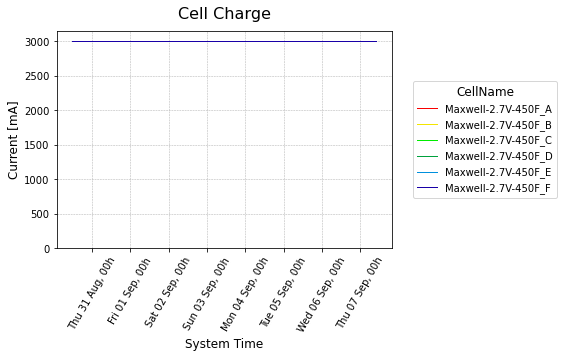 Cell Charge
Current [mA]
3000
2500
2000
1500
1000
500
0
Thu 31 Aug, 00h
Fri 01 Sep, 00h
Sat 02 Sep, 00h
Sun 03 Sep, 00h
Mon 04 Sep, 00h
Tue 05 Sep, 00h
Wed 06 Sep, 00h
Thu 07 Sep, 00h
System Time
CellName
Maxwell-2.7V-450F_A
Maxwell-2.7V-450F_B
Maxwell-2.7V-450F_C
Maxwell-2.7V-450F_D
Maxwell-2.7V-450F_E
Maxwell-2.7V-450F_F